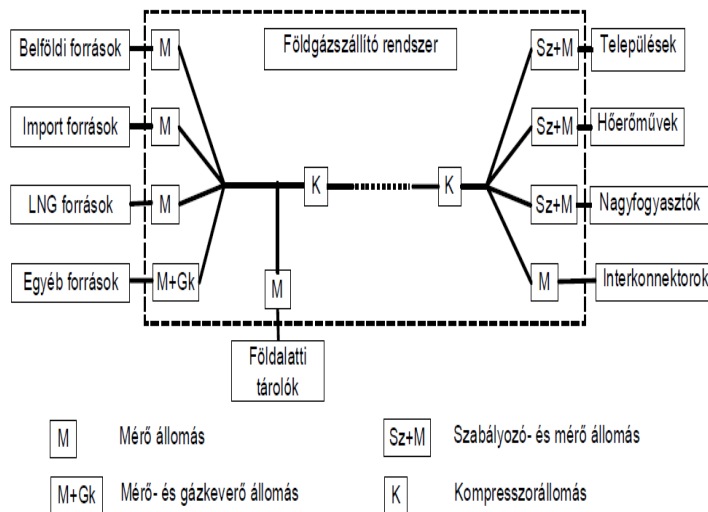 Belföldi források
M
Földgázszállító rendszer
Sz+M
Települések
Import források
M
Sz+M
Hőerőművek
K
K
LNG források
M
Sz+M
Nagyfogyasztók
Egyéb források
M+Gk
M
M
Interkonnektorok
Földalatti
tárolók
M
Mérő állomás
Sz+M
Szabályozó- és mérő állomás
M+Gk
Mérő- és gázkeverő állomás
K
Kompresszorállomás